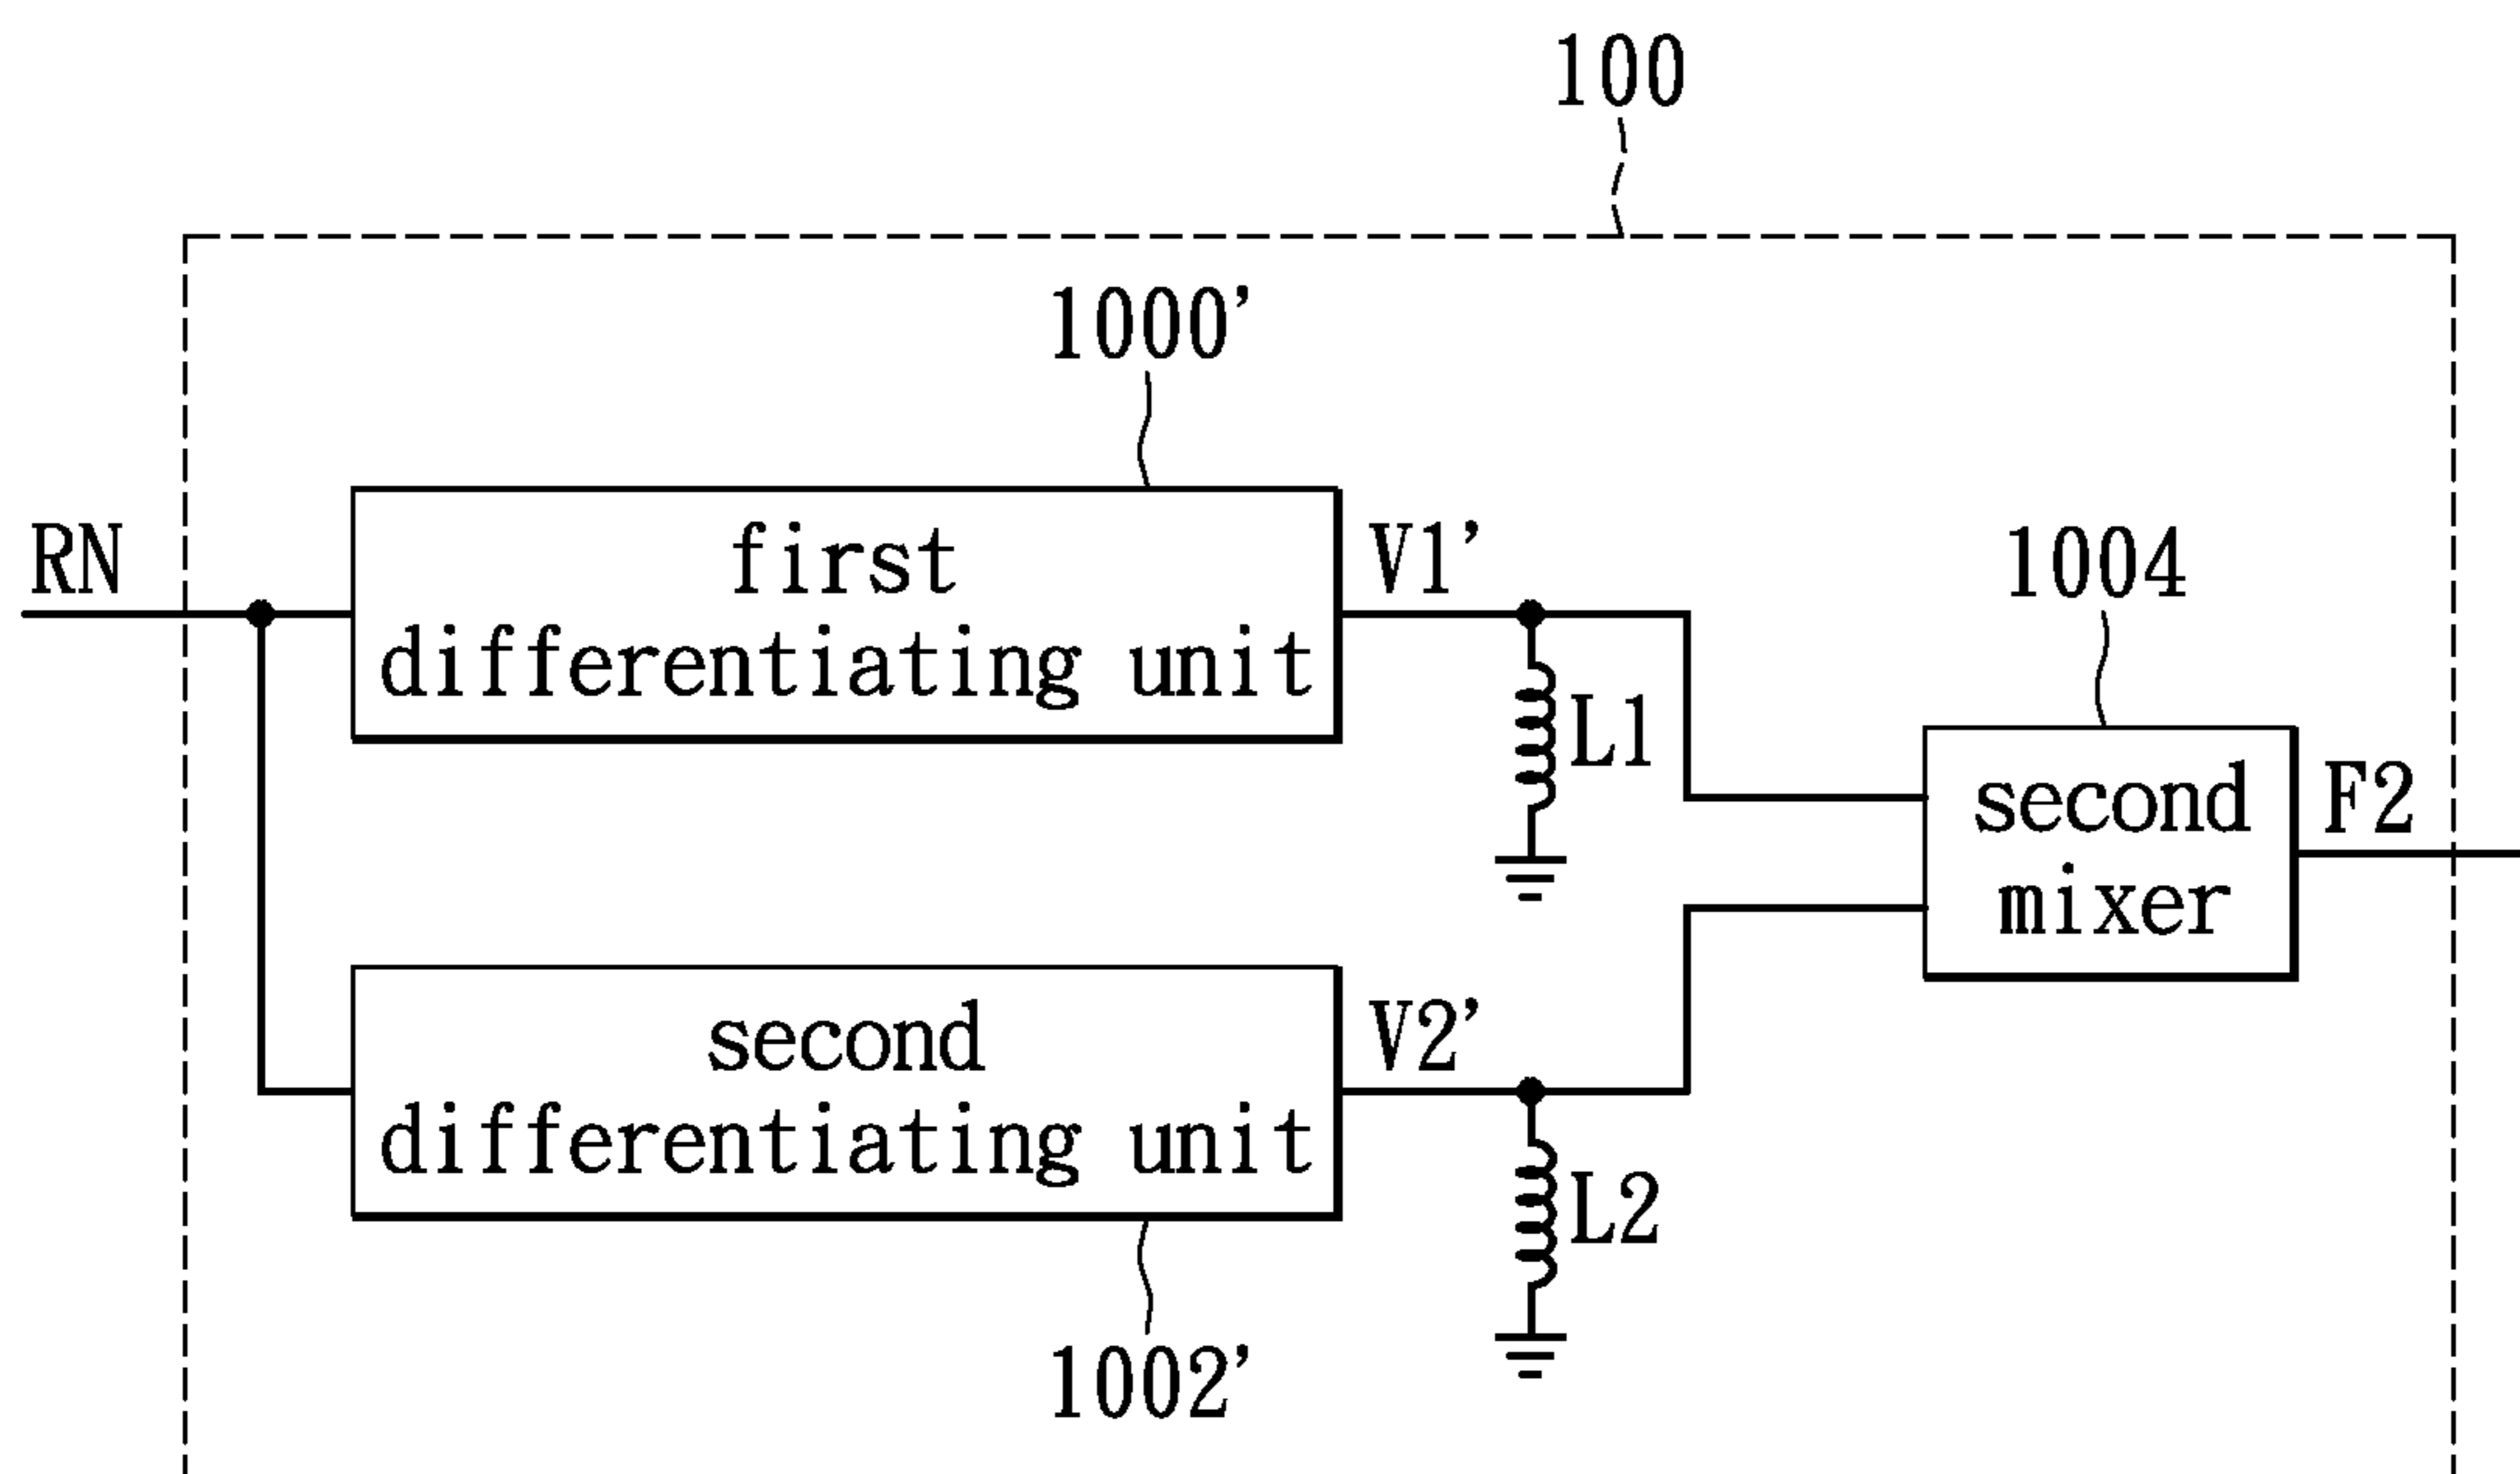 100
1000'
RN
first
differentiating unit
V1'
L1
1004
second
mixer
F2
second
differentiating unit
V2'
L2
1002'